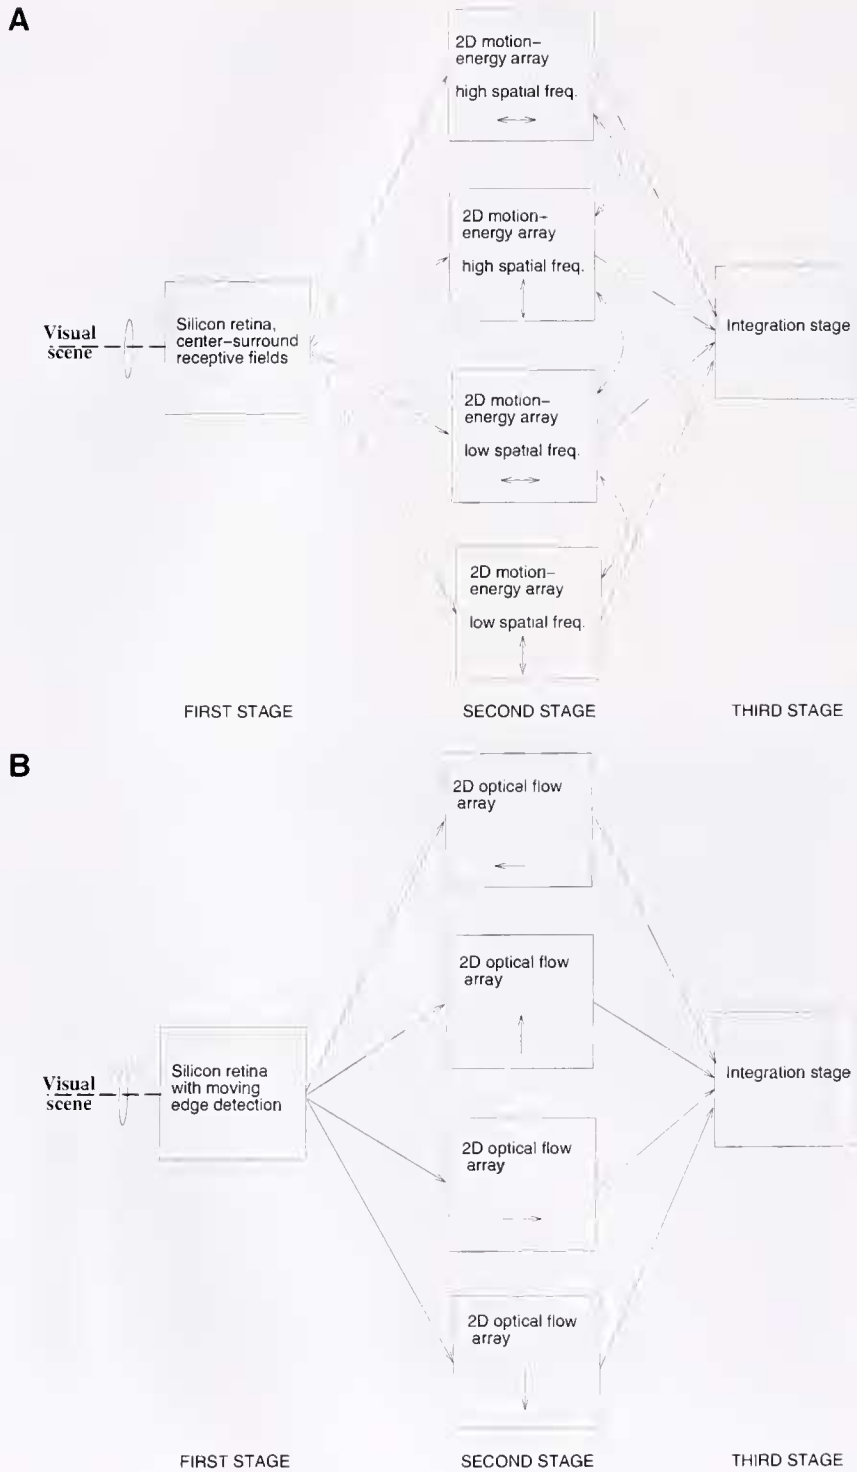 A
2D motion–
energy array
high spatial freq.
2D motion–
energy array
high spatial freq.
Visual
scene
Silicon retina,
center–surround
receptive fields
Integration stage
2D motion–
energy array
low spatial freq.
2D motion–
energy array
low spatial freq.
FIRST STAGE
SECOND STAGE
THIRD STAGE
B
2D optical flow
array
2D optical flow
array
Visual
scene
Silicon retina
with moving
edge detection
Integration stage
2D optical flow
array
2D optical flow
array
FIRST STAGE
SECOND STAGE
THIRD STAGE